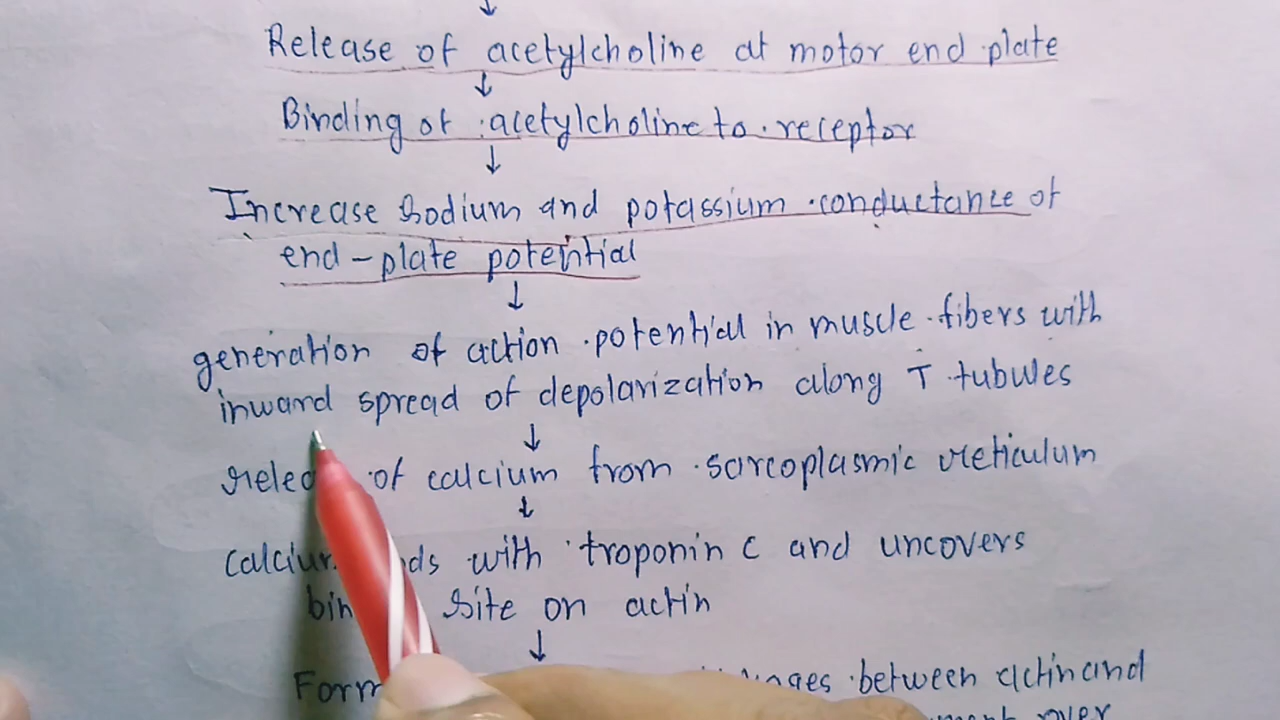 Release of acetylcholine at motor end plate
Binding of acetylcholine to receptor
Increase Sodium and potassium conductance of
end-plate potential
generation of action potential in muscle fibers with
inward spread of depolarization along T tubules
of calcium from sarcoplasmic reticulum
with troponin C and uncovers
site on actin
between actin and
over